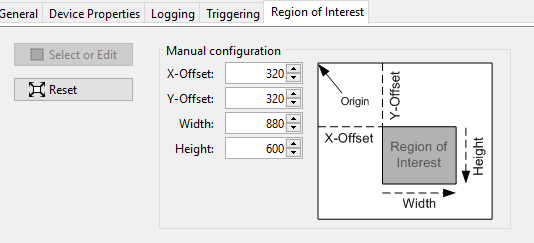 General Device Properties Logging Triggering Region of Interest
Select or Edit
Reset
Manual configuration
X-Offset: 320
Y-Offset: 320
Width: 880
Height: 600
Origin
Y-Offset
X-Offset
Region of
Interest
Height
Width